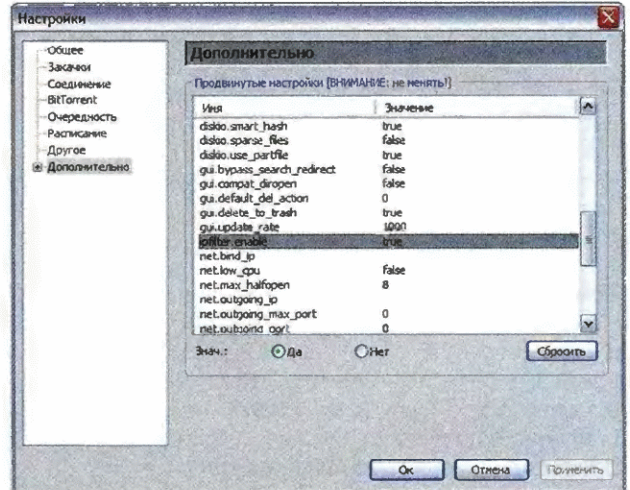 Настройки
Общее
Закачки
Соединение
BitTorrent
Очередность
Расписание
Другое
Дополнительно
Дополнительно
Продвинутые настройки [ВНИМАНИЕ: не менять!]
Имя Значение
diskio.smart_hash true
diskio.sparse_files false
diskio.use_partfile true
gui.bypass_search_redirect false
gui.compat_diropen false
gui.default_del_action 0
gui.delete_to_trash true
gui.update_rate 1000
ipfilter.enable true
net.bind_ip
net.low_cpu false
net.max_halfopen 8
net.outgoing_ip
net.outgoing_max_port 0
net.outgoing_port 0
Знач.: Да Нет Сбросить
Ок Отмена Применить